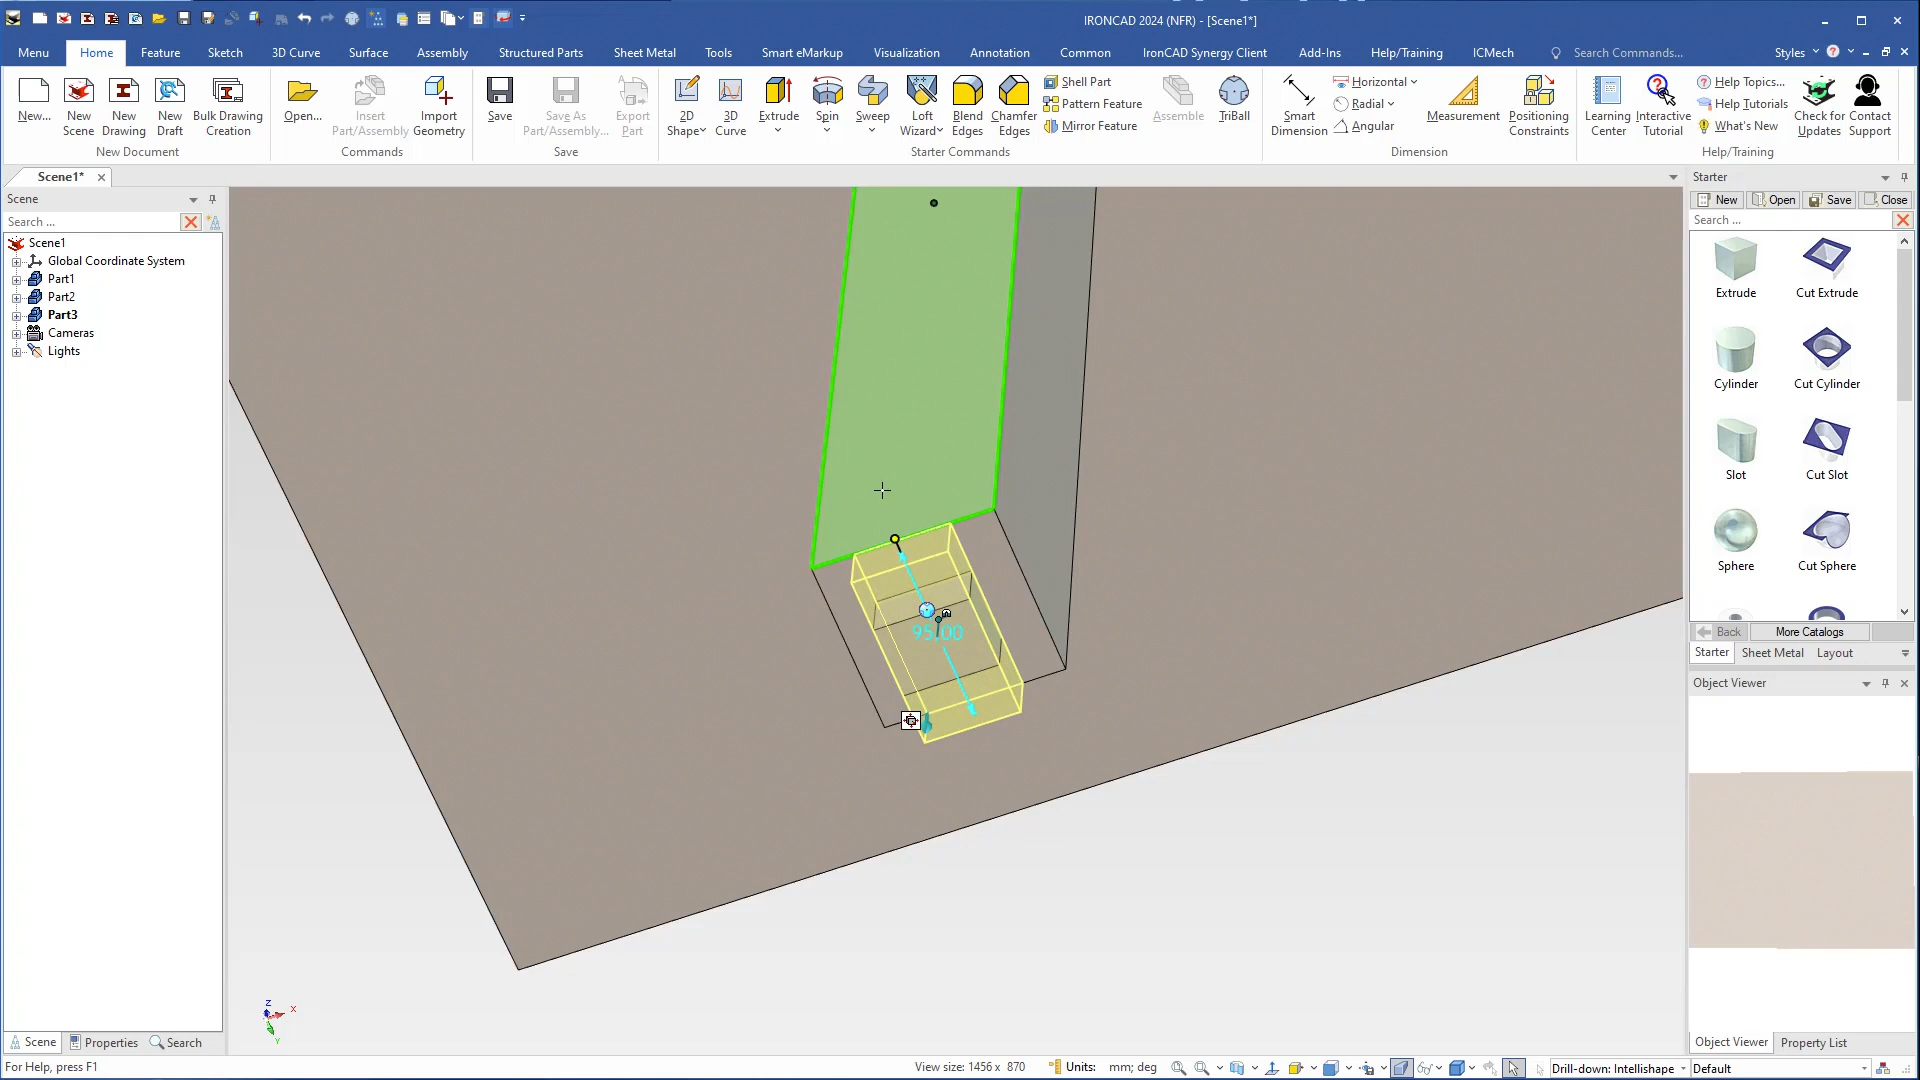 IRONCAD 2024 (NFR) - [Scene1*]
Menu Home Feature Sketch 3D Curve Surface Assembly Structured Parts Sheet Metal Tools Smart eMarkup Visualization Annotation Common IronCAD Synergy Client Add-Ins Help/Training ICMech Search Commands... Styles
New... New Scene New Drawing New Draft Bulk Drawing Creation
New Document
Open... Insert Part/Assembly Import Geometry
Commands
Save Save As Part/Assembly... Export Part
Save
2D Shape 3D Curve Extrude Spin Sweep Loft Wizard Blend Edges Chamfer Edges Shell Part
Pattern Feature
Mirror Feature
Assemble TriBall
Starter Commands
Smart Dimension Horizontal
Radial
Angular
Measurement Positioning Constraints
Dimension
Learning Center Interactive Tutorial Help Topics...
Help Tutorials
What's New
Check for Updates Contact Support
Help/Training
Scene1*
Scene
Search ...
Scene1
Global Coordinate System
Part1
Part2
Part3
Cameras
Lights
95.00
Z
X
Y
Starter
New Open Save Close
Search ...
Extrude Cut Extrude
Cylinder Cut Cylinder
Slot Cut Slot
Sphere Cut Sphere
Back More Catalogs
Starter Sheet Metal Layout
Object Viewer
Object Viewer Property List
Scene Properties Search
For Help, press F1
View size: 1456 x 870
Units: mm; deg
Drill-down: Intellishape
Default